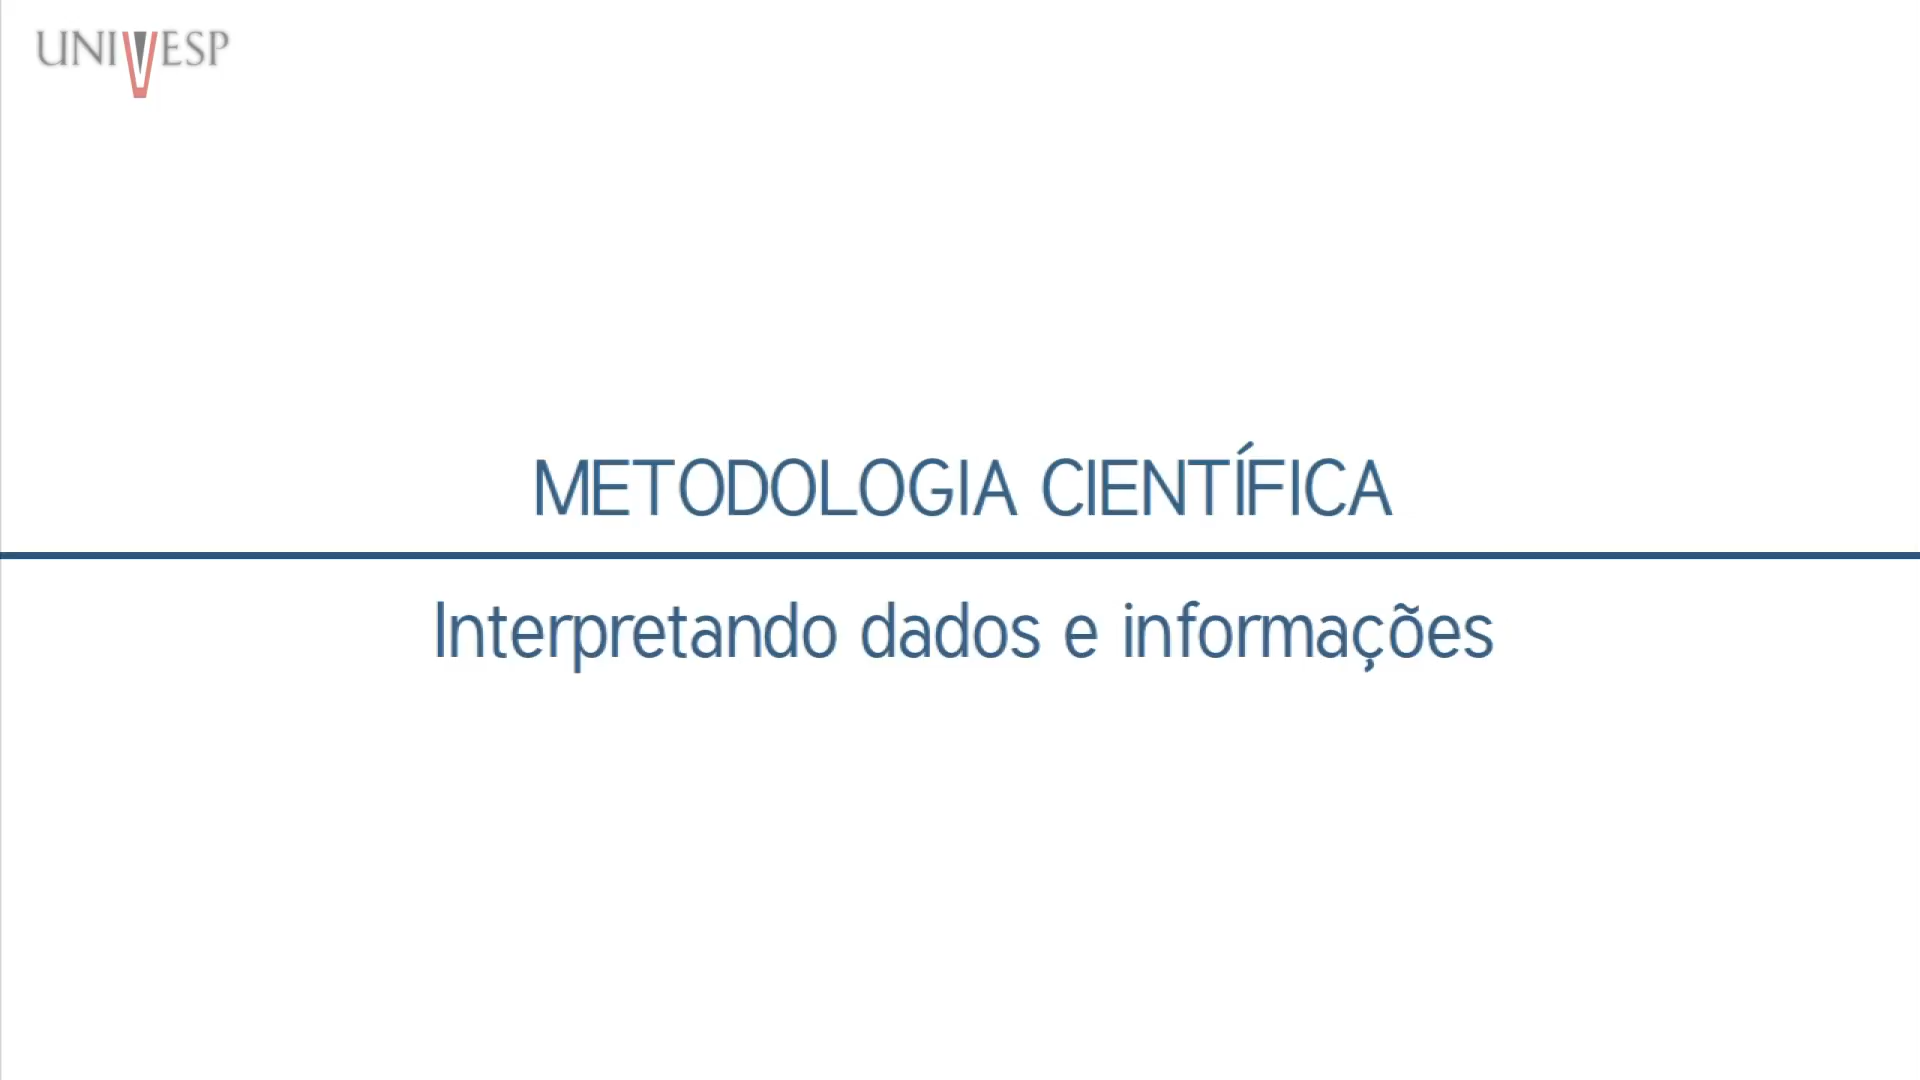 UNIVESP
METODOLOGIA CIENTÍFICA
Interpretando dados e informações